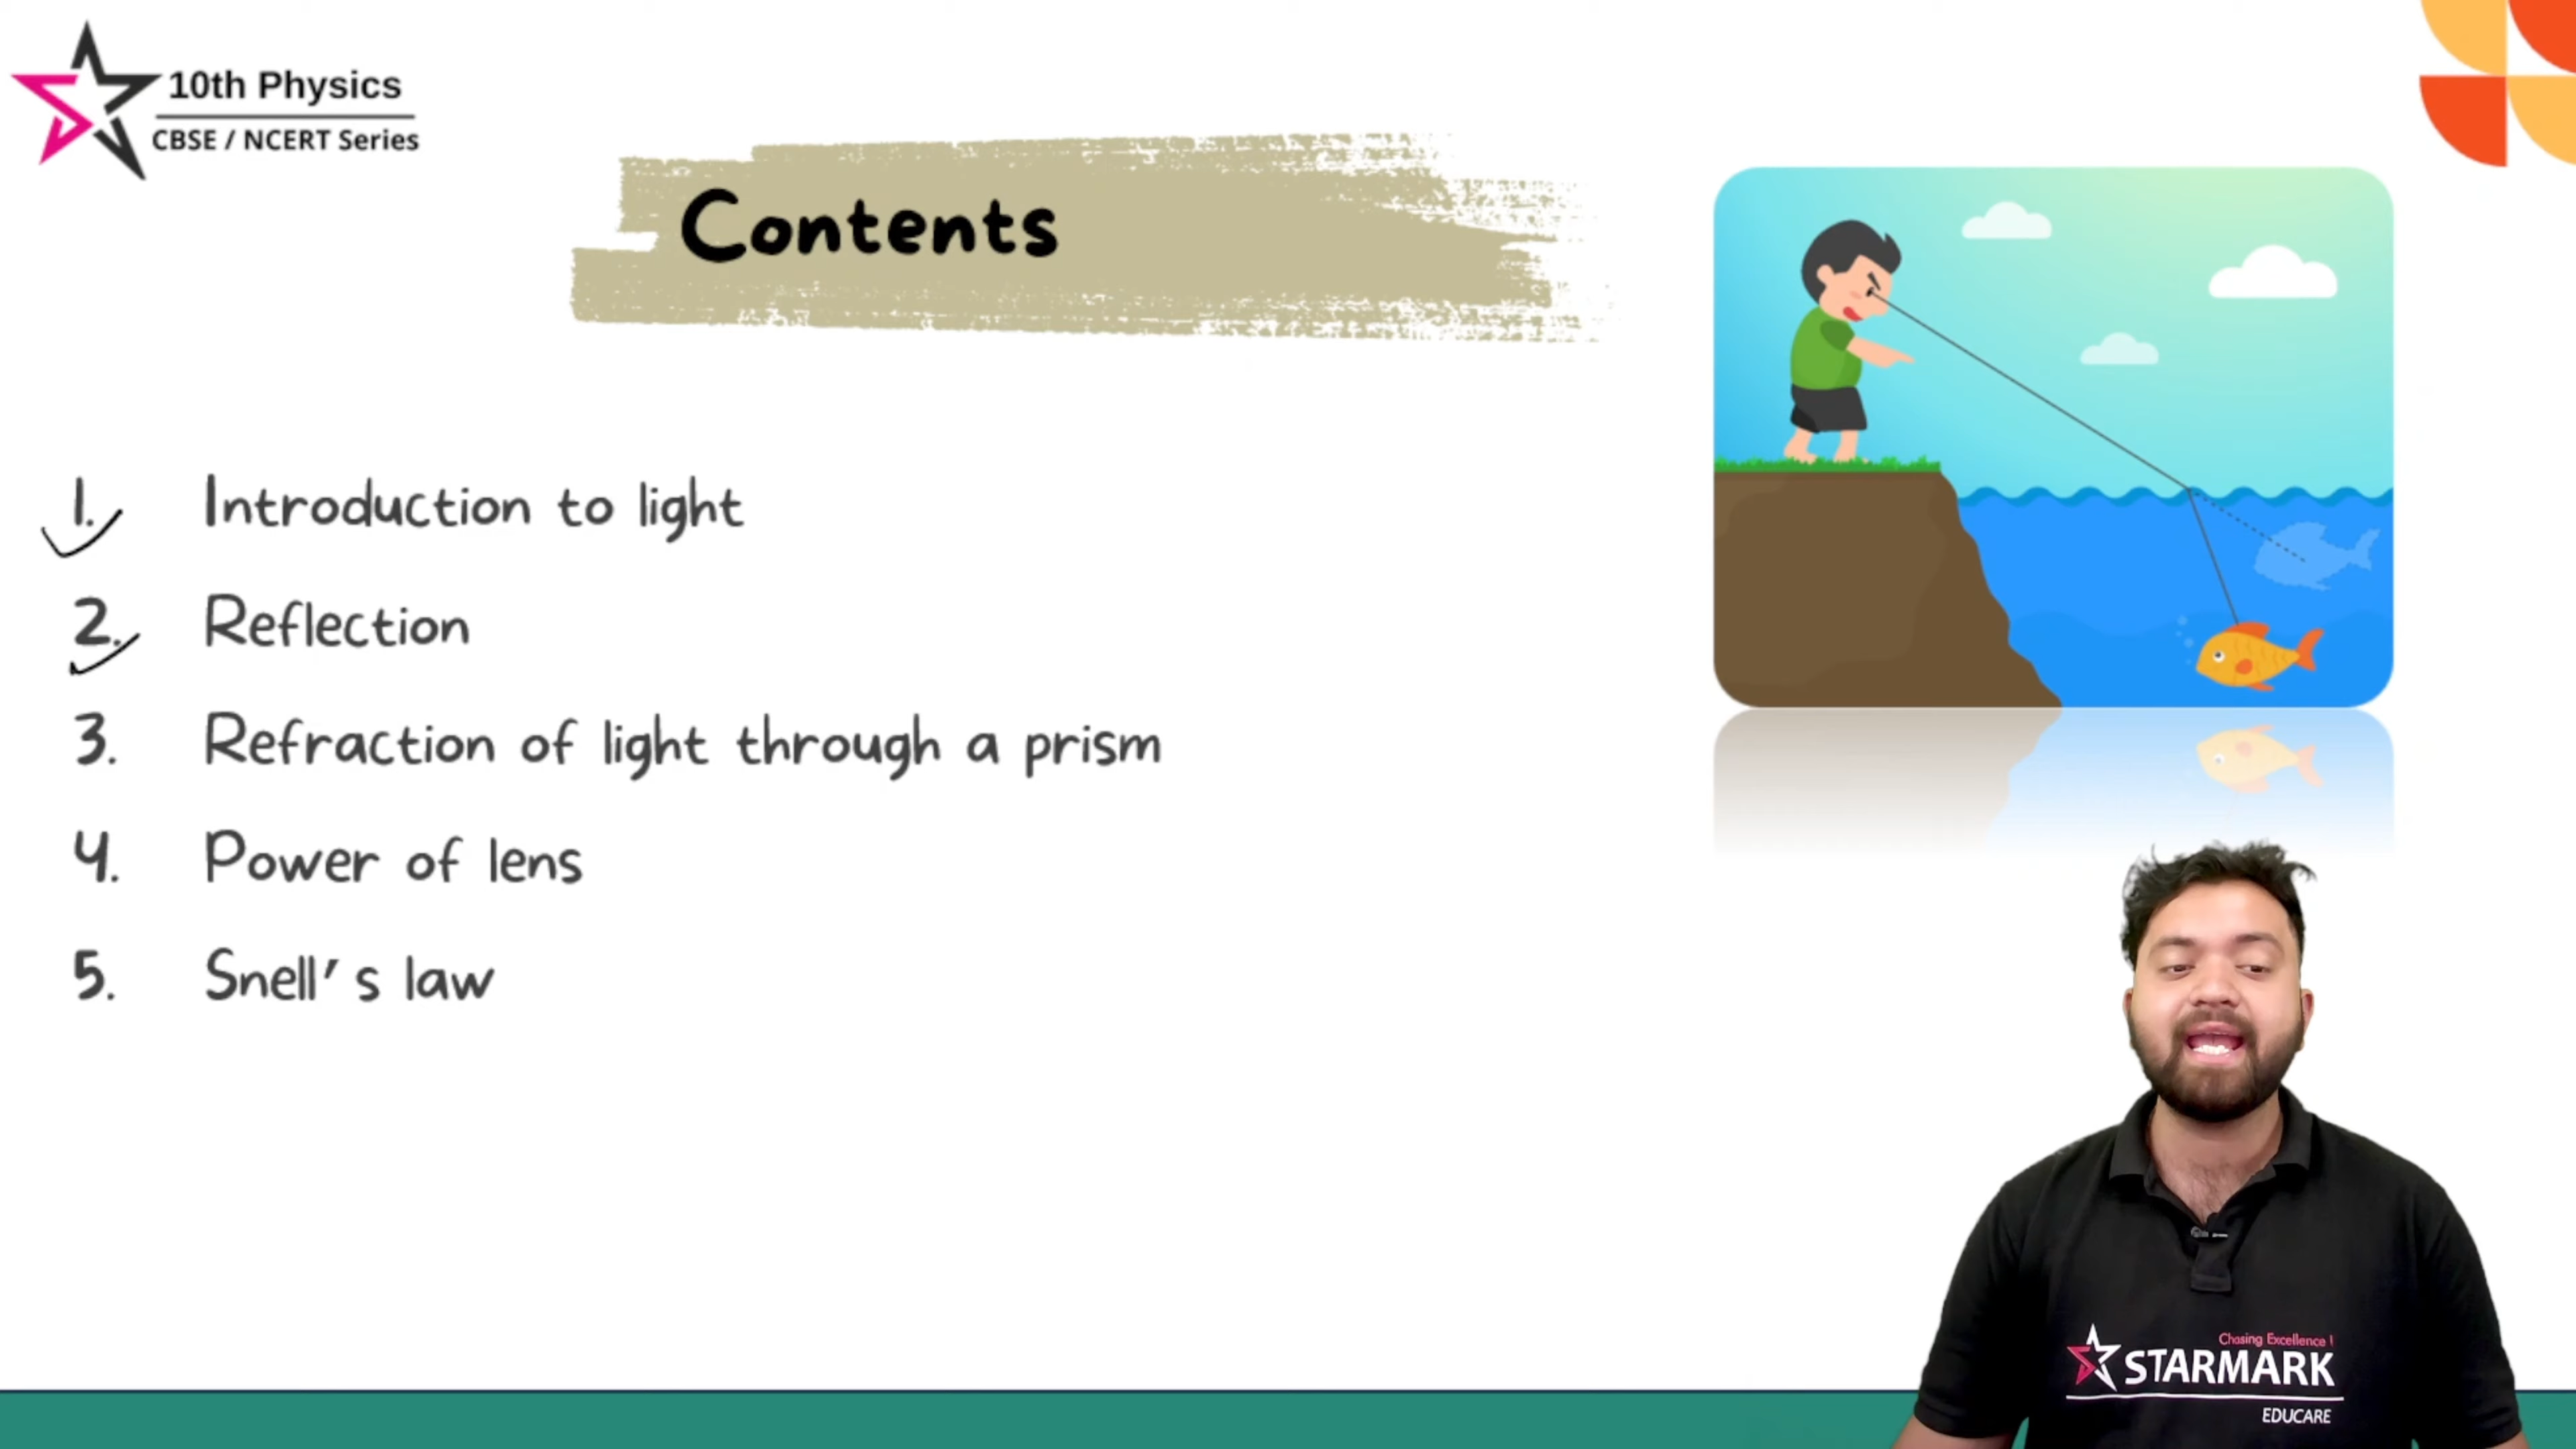 10th Physics
CBSE / NCERT Series
Contents
1. Introduction to light
2. Reflection
3. Refraction of light through a prism
4. Power of lens
5. Snell's law
Chasing Excellence !
STARMARK
EDUCARE